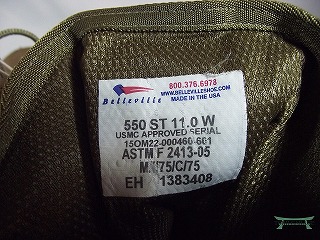 800.376.6978
Belleville
WWW.BELLEVILLESHOE.COM
MADE IN THE USA
550 ST 11.0 W
USMC APPROVED SERIAL
15OM22-000460-601
ASTM F 2413-05
75/C/75
EH 1383408